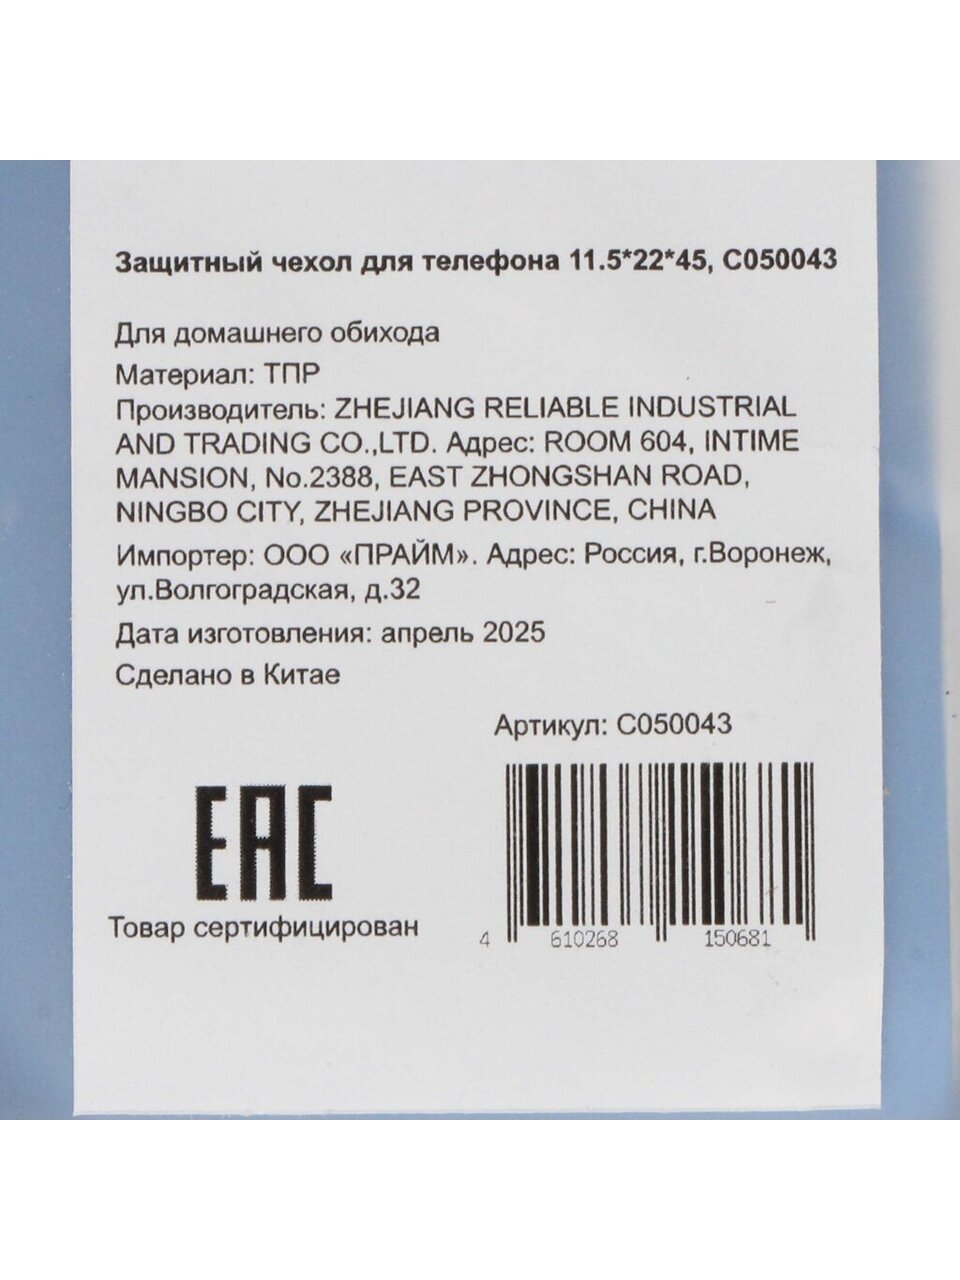 Защитный чехол для телефона 11.5*22*45, C050043
Для домашнего обихода
Материал: ТПР
Производитель: ZHEJIANG RELIABLE INDUSTRIAL
AND TRADING CO.,LTD. Адрес: ROOM 604, INTIME
MANSION, No.2388, EAST ZHONGSHAN ROAD,
NINGBO CITY, ZHEJIANG PROVINCE, CHINA
Импортер: ООО «ПРАЙМ». Адрес: Россия, г.Воронеж,
ул.Волгоградская, д.32
Дата изготовления: апрель 2025
Сделано в Китае
Артикул: C050043
EAC
Товар сертифицирован
4 610268 150681